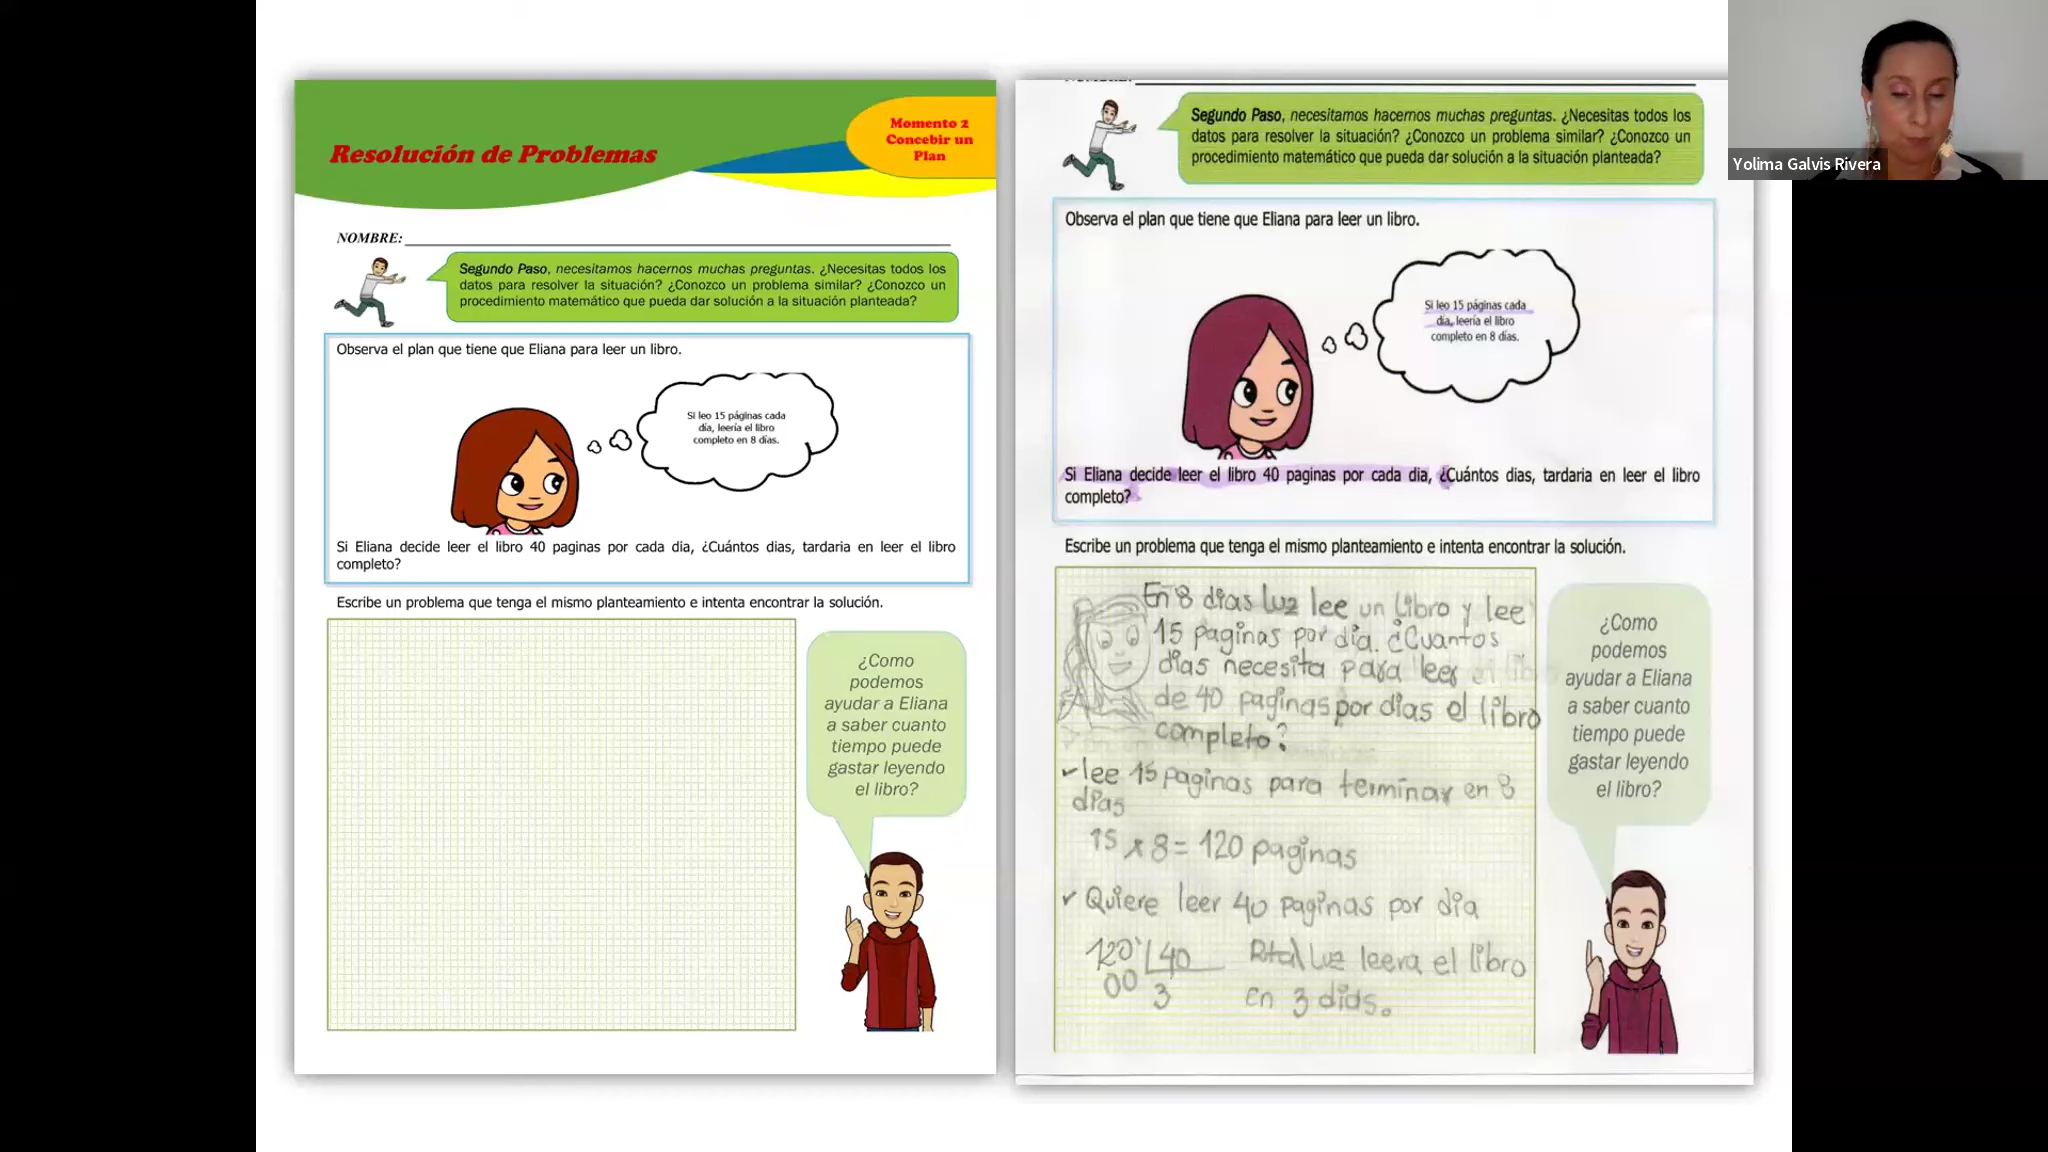 Resolución de Problemas
Momento 2
Concebir un
Plan
NOMBRE:
Segundo Paso, necesitamos hacernos muchas preguntas. ¿Necesitas todos los
datos para resolver la situación? ¿Conozco un problema similar? ¿Conozco un
procedimiento matemático que pueda dar solución a la situación planteada?
Observa el plan que tiene que Eliana para leer un libro.
Si leo 15 páginas cada
día, leería el libro
completo en 8 días.
Si Eliana decide leer el libro 40 paginas por cada dia, ¿Cuántos dias, tardaria en leer el libro
completo?
Escribe un problema que tenga el mismo planteamiento e intenta encontrar la solución.
¿Como
podemos
ayudar a Eliana
a saber cuanto
tiempo puede
gastar leyendo
el libro?
Segundo Paso, necesitamos hacernos muchas preguntas. ¿Necesitas todos los
datos para resolver la situación? ¿Conozco un problema similar? ¿Conozco un
procedimiento matemático que pueda dar solución a la situación planteada?
Observa el plan que tiene que Eliana para leer un libro.
Si leo 15 páginas cada
día, leería el libro
completo en 8 días.
Si Eliana decide leer el libro 40 paginas por cada dia, ¿Cuántos dias, tardaria en leer el libro
completo?
Escribe un problema que tenga el mismo planteamiento e intenta encontrar la solución.
En 8 dias luz lee un libro y lee
15 paginas por dia. ¿Cuantos
dias necesita para leer
de 40 paginas por dias el libro
completo?
✓ lee 15 paginas para terminar en 8
dias
15 x 8 = 120 paginas
✓ Quiere leer 40 paginas por dia
120 40
00 3
Luz leera el libro
en 3 dias.
¿Como
podemos
ayudar a Eliana
a saber cuanto
tiempo puede
gastar leyendo
el libro?
Yolima Galvis Rivera